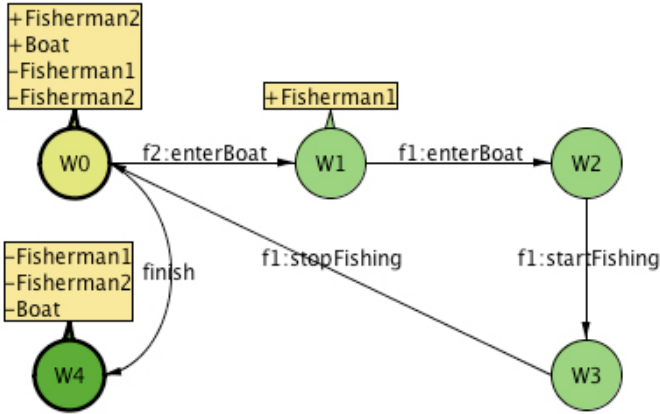 +Fisherman2
+Boat
-Fisherman1
-Fisherman2
+Fisherman1
W0
f2:enterBoat
W1
f1:enterBoat
W2
-Fisherman1
-Fisherman2
-Boat
finish
f1:stopFishing
f1:startFishing
W4
W3